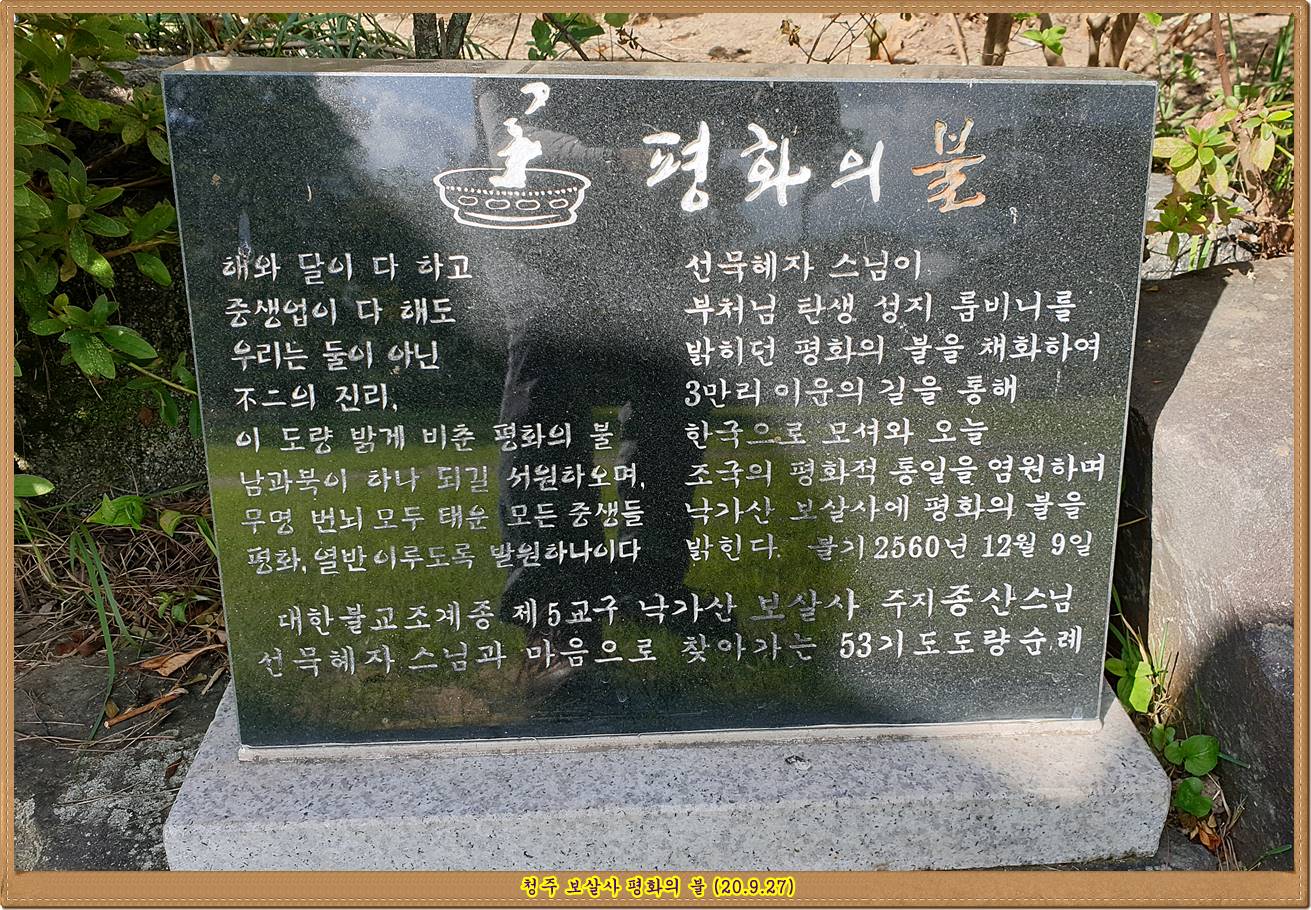 평화의 불
해와 달이 다 하고
중생업이 다 해도
우리는 둘이 아닌
不二의 진리,
이 도량 밝게 비춘 평화의 불
남과북이 하나 되길 서원하오며,
무명 번뇌 모두 태운 모든 중생들
평화, 열반 이루도록 발원하나이다
선묵혜자 스님이
부처님 탄생 성지 룸비니를
밝히던 평화의 불을 채화하여
3만리 이운의 길을 통해
한국으로 모셔와 오늘
조국의 평화적 통일을 염원하며
낙가산 보살사에 평화의 불을
밝힌다. 불기 2560년 12월 9일
대한불교조계종 제5교구 낙가산 보살사 주지종산스님
선묵혜자 스님과 마음으로 찾아가는 53기도도량순례
청주 보살사 평화의 불 (20.9.27)